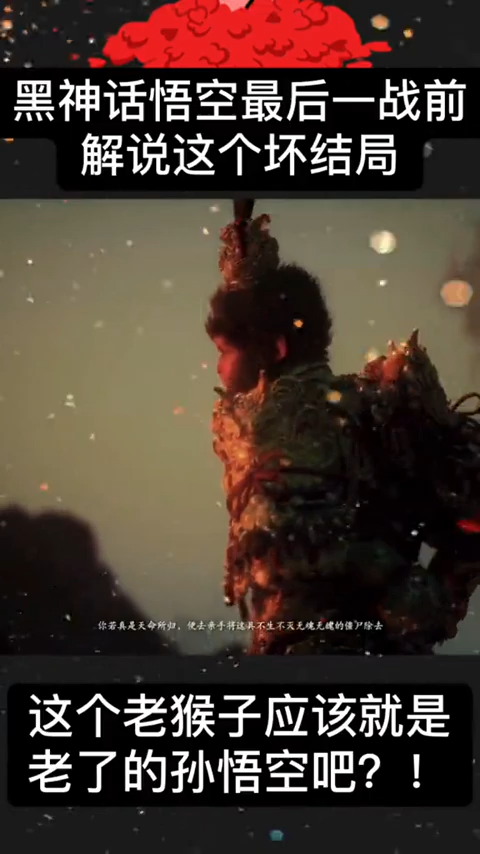 黑神话悟空最后一战前
解说这个坏结局
你若真是天命所归，便去亲手将这具不生不灭无魂无魄的僵尸除去
这个老猴子应该就是
老了的孙悟空吧？！